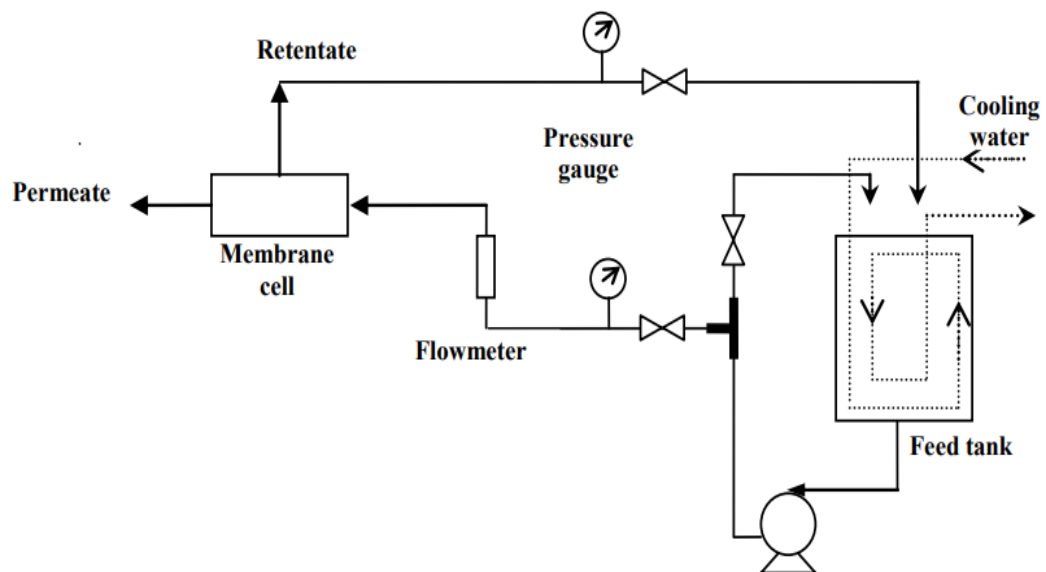 Retentate
Cooling
water
Pressure
gauge
Permeate
Membrane
cell
Flowmeter
Feed tank